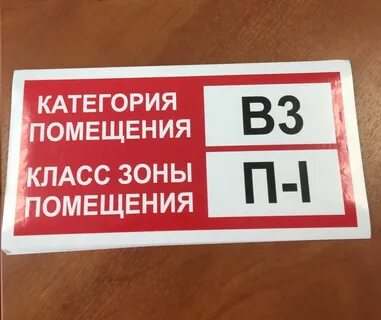 КАТЕГОРИЯ
ПОМЕЩЕНИЯ
В3
КЛАСС ЗОНЫ
ПОМЕЩЕНИЯ
П-I